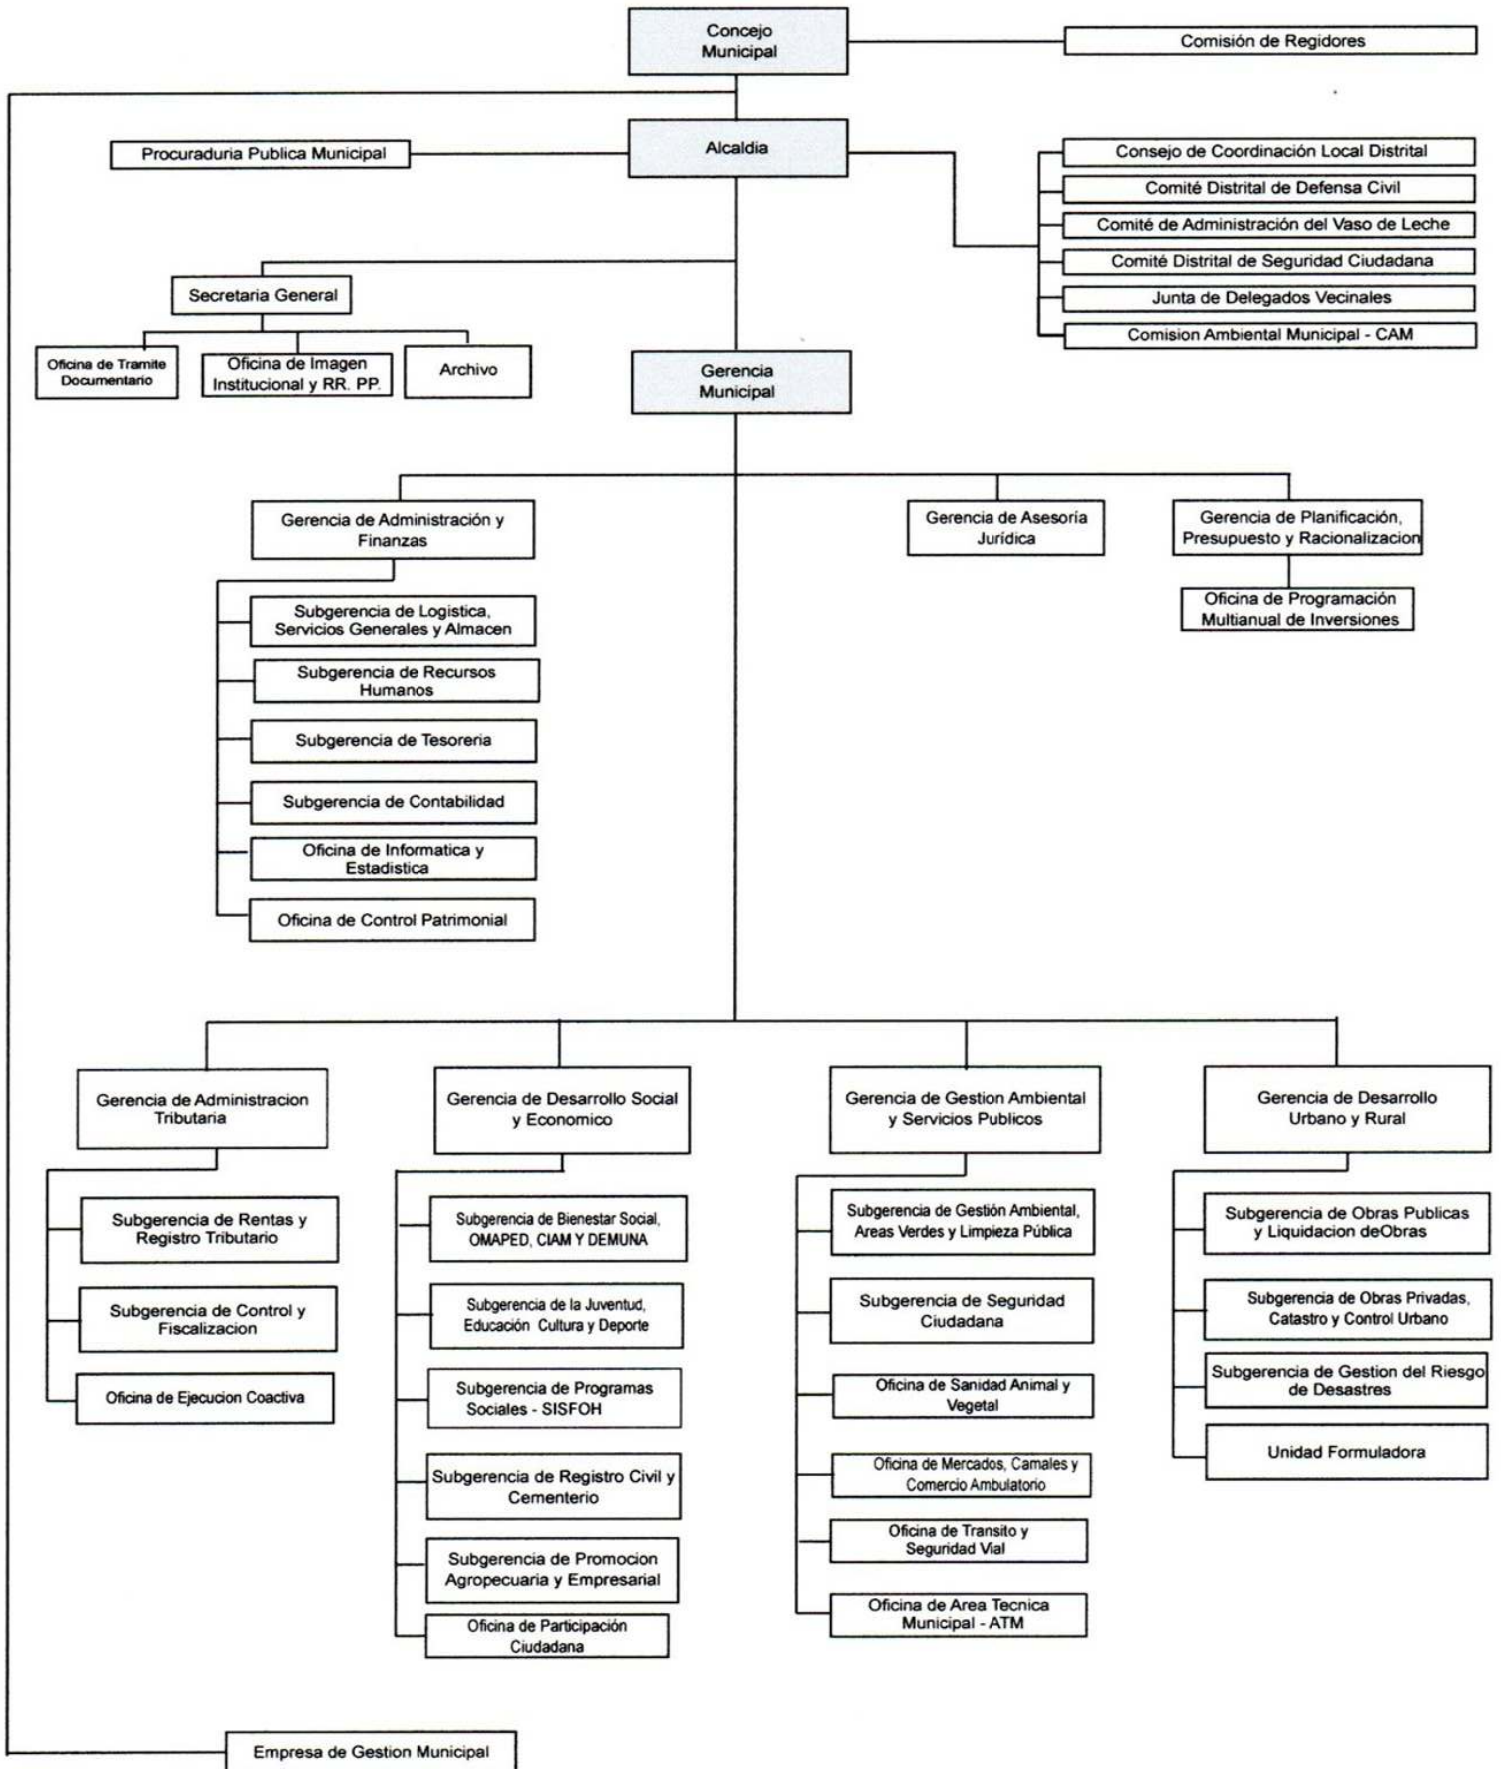 Concejo
Municipal
Comisión de Regidores
Alcaldia
Procuraduria Publica Municipal
Consejo de Coordinación Local Distrital
Comité Distrital de Defensa Civil
Comité de Administración del Vaso de Leche
Comité Distrital de Seguridad Ciudadana
Junta de Delegados Vecinales
Comision Ambiental Municipal - CAM
Secretaria General
Oficina de Tramite
Documentario
Oficina de Imagen
Institucional y RR. PP.
Archivo
Gerencia
Municipal
Gerencia de Administración y
Finanzas
Gerencia de Asesoría
Jurídica
Gerencia de Planificación,
Presupuesto y Racionalizacion
Oficina de Programación
Multianual de Inversiones
Subgerencia de Logistica,
Servicios Generales y Almacen
Subgerencia de Recursos
Humanos
Subgerencia de Tesoreria
Subgerencia de Contabilidad
Oficina de Informatica y
Estadistica
Oficina de Control Patrimonial
Gerencia de Administracion
Tributaria
Subgerencia de Rentas y
Registro Tributario
Subgerencia de Control y
Fiscalizacion
Oficina de Ejecucion Coactiva
Gerencia de Desarrollo Social
y Economico
Subgerencia de Bienestar Social,
OMAPED, CIAM Y DEMUNA
Subgerencia de la Juventud,
Educación Cultura y Deporte
Subgerencia de Programas
Sociales - SISFOH
Subgerencia de Registro Civil y
Cementerio
Subgerencia de Promocion
Agropecuaria y Empresarial
Oficina de Participación
Ciudadana
Gerencia de Gestion Ambiental
y Servicios Publicos
Subgerencia de Gestión Ambiental,
Areas Verdes y Limpieza Pública
Subgerencia de Seguridad
Ciudadana
Oficina de Sanidad Animal y
Vegetal
Oficina de Mercados, Camales y
Comercio Ambulatorio
Oficina de Transito y
Seguridad Vial
Oficina de Area Tecnica
Municipal - ATM
Gerencia de Desarrollo
Urbano y Rural
Subgerencia de Obras Publicas
y Liquidacion deObras
Subgerencia de Obras Privadas,
Catastro y Control Urbano
Subgerencia de Gestion del Riesgo
de Desastres
Unidad Formuladora
Empresa de Gestion Municipal